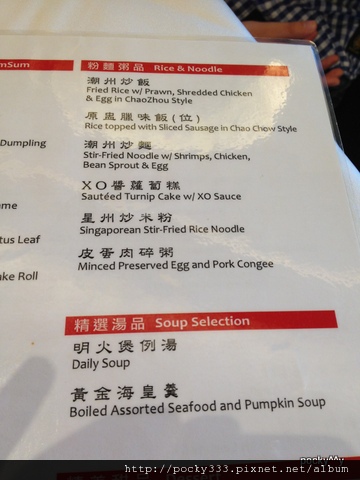 mSum
Dumpling
me
tus Leaf
ke Roll
粉麵粥品 Rice & Noodle
潮州炒飯
Fried Rice w/ Prawn, Shredded Chicken
& Egg in ChaoZhou Style
原盅臘味飯(位)
Rice topped with Sliced Sausage in Chao Chow Style
潮州炒麵
Stir-Fried Noodle w/ Shrimps, Chicken,
Bean Sprout & Egg
XO醬蘿蔔糕
Sautéed Turnip Cake w/ XO Sauce
星州炒米粉
Singaporean Stir-Fried Rice Noodle
皮蛋肉碎粥
Minced Preserved Egg and Pork Congee
精選湯品 Soup Selection
明火煲例湯
Daily Soup
黃金海皇羹
Boiled Assorted Seafood and Pumpkin Soup
http://pocky333.pixnet.net/album